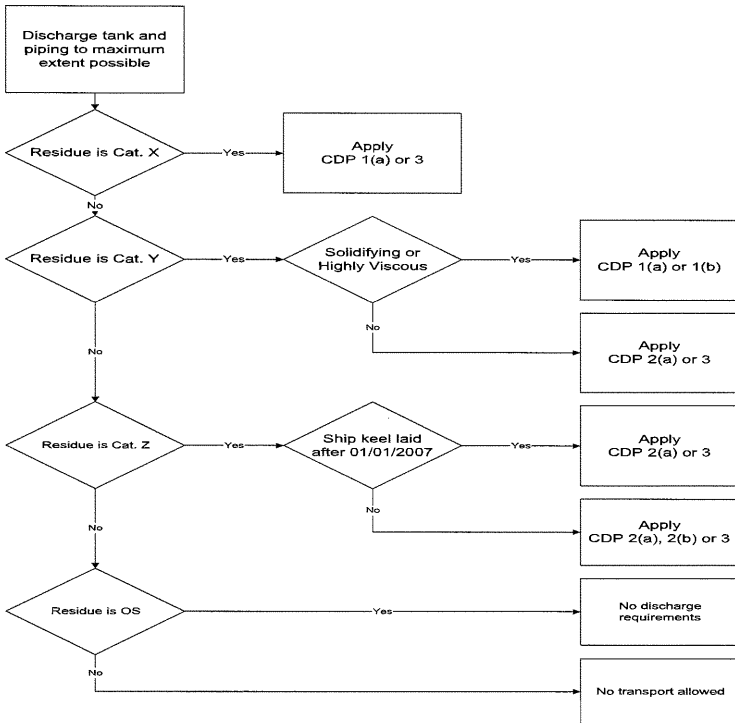 Discharge tank and
piping to maximum
extent possible
Residue is Cat. X
Yes
Apply
CDP 1(a) or 3
No
Residue is Cat. Y
Yes
Solidifying or
Highly Viscous
Yes
Apply
CDP 1(a) or 1(b)
No
Apply
CDP 2(a) or 3
No
Residue is Cat. Z
Yes
Ship keel laid
after 01/01/2007
Yes
Apply
CDP 2(a) or 3
No
Apply
CDP 2(a), 2(b) or 3
No
Residue is OS
Yes
No discharge
requirements
No
No transport allowed